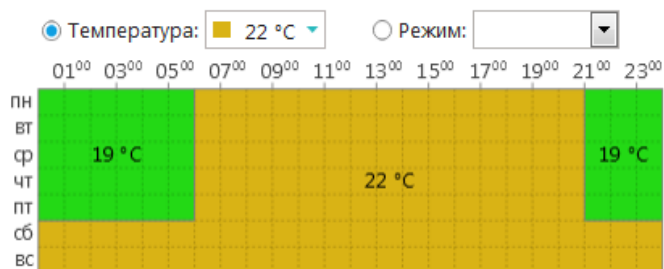 Температура: 22 °C Режим:
01⁰⁰ 03⁰⁰ 05⁰⁰ 07⁰⁰ 09⁰⁰ 11⁰⁰ 13⁰⁰ 15⁰⁰ 17⁰⁰ 19⁰⁰ 21⁰⁰ 23⁰⁰
пн
вт
ср 19 °C 19 °C
чт 22 °C
пт
сб
вс